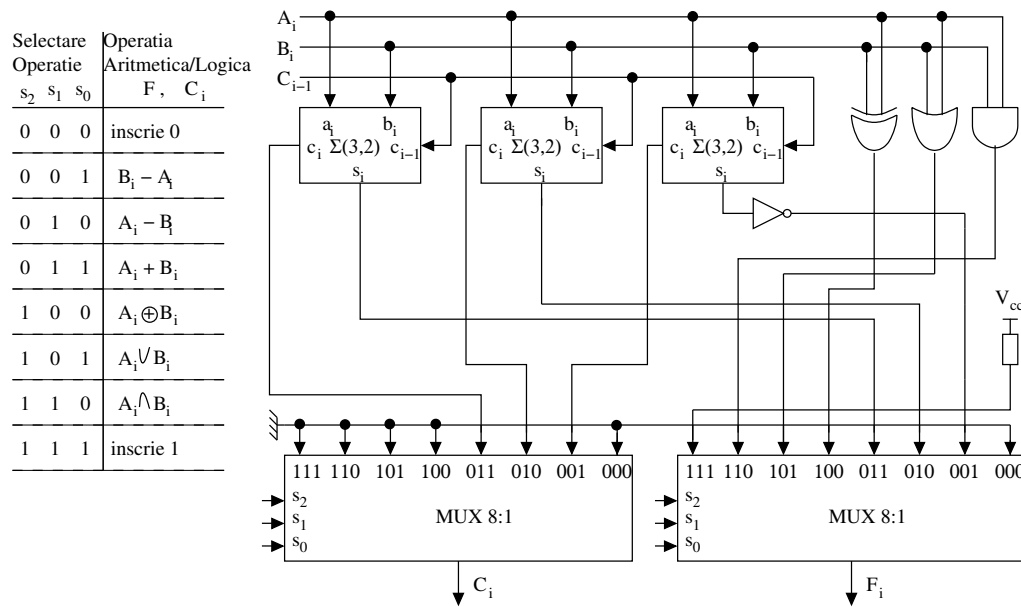 Selectare Operatia
Operatie Aritmetica/Logica
s2 s1 s0 F , Ci
0 0 0 inscrie 0
0 0 1 Bi − Ai
0 1 0 Ai − Bi
0 1 1 Ai + Bi
1 0 0 Ai ⊕ Bi
1 0 1 Ai ∪ Bi
1 1 0 Ai ∩ Bi
1 1 1 inscrie 1
Ai
Bi
Ci−1
ai bi
ci Σ(3,2) ci−1
si
ai bi
ci Σ(3,2) ci−1
si
ai bi
ci Σ(3,2) ci−1
si
Vcc
111 110 101 100 011 010 001 000
s2
s1 MUX 8:1
s0
Ci
111 110 101 100 011 010 001 000
s2
s1 MUX 8:1
s0
Fi